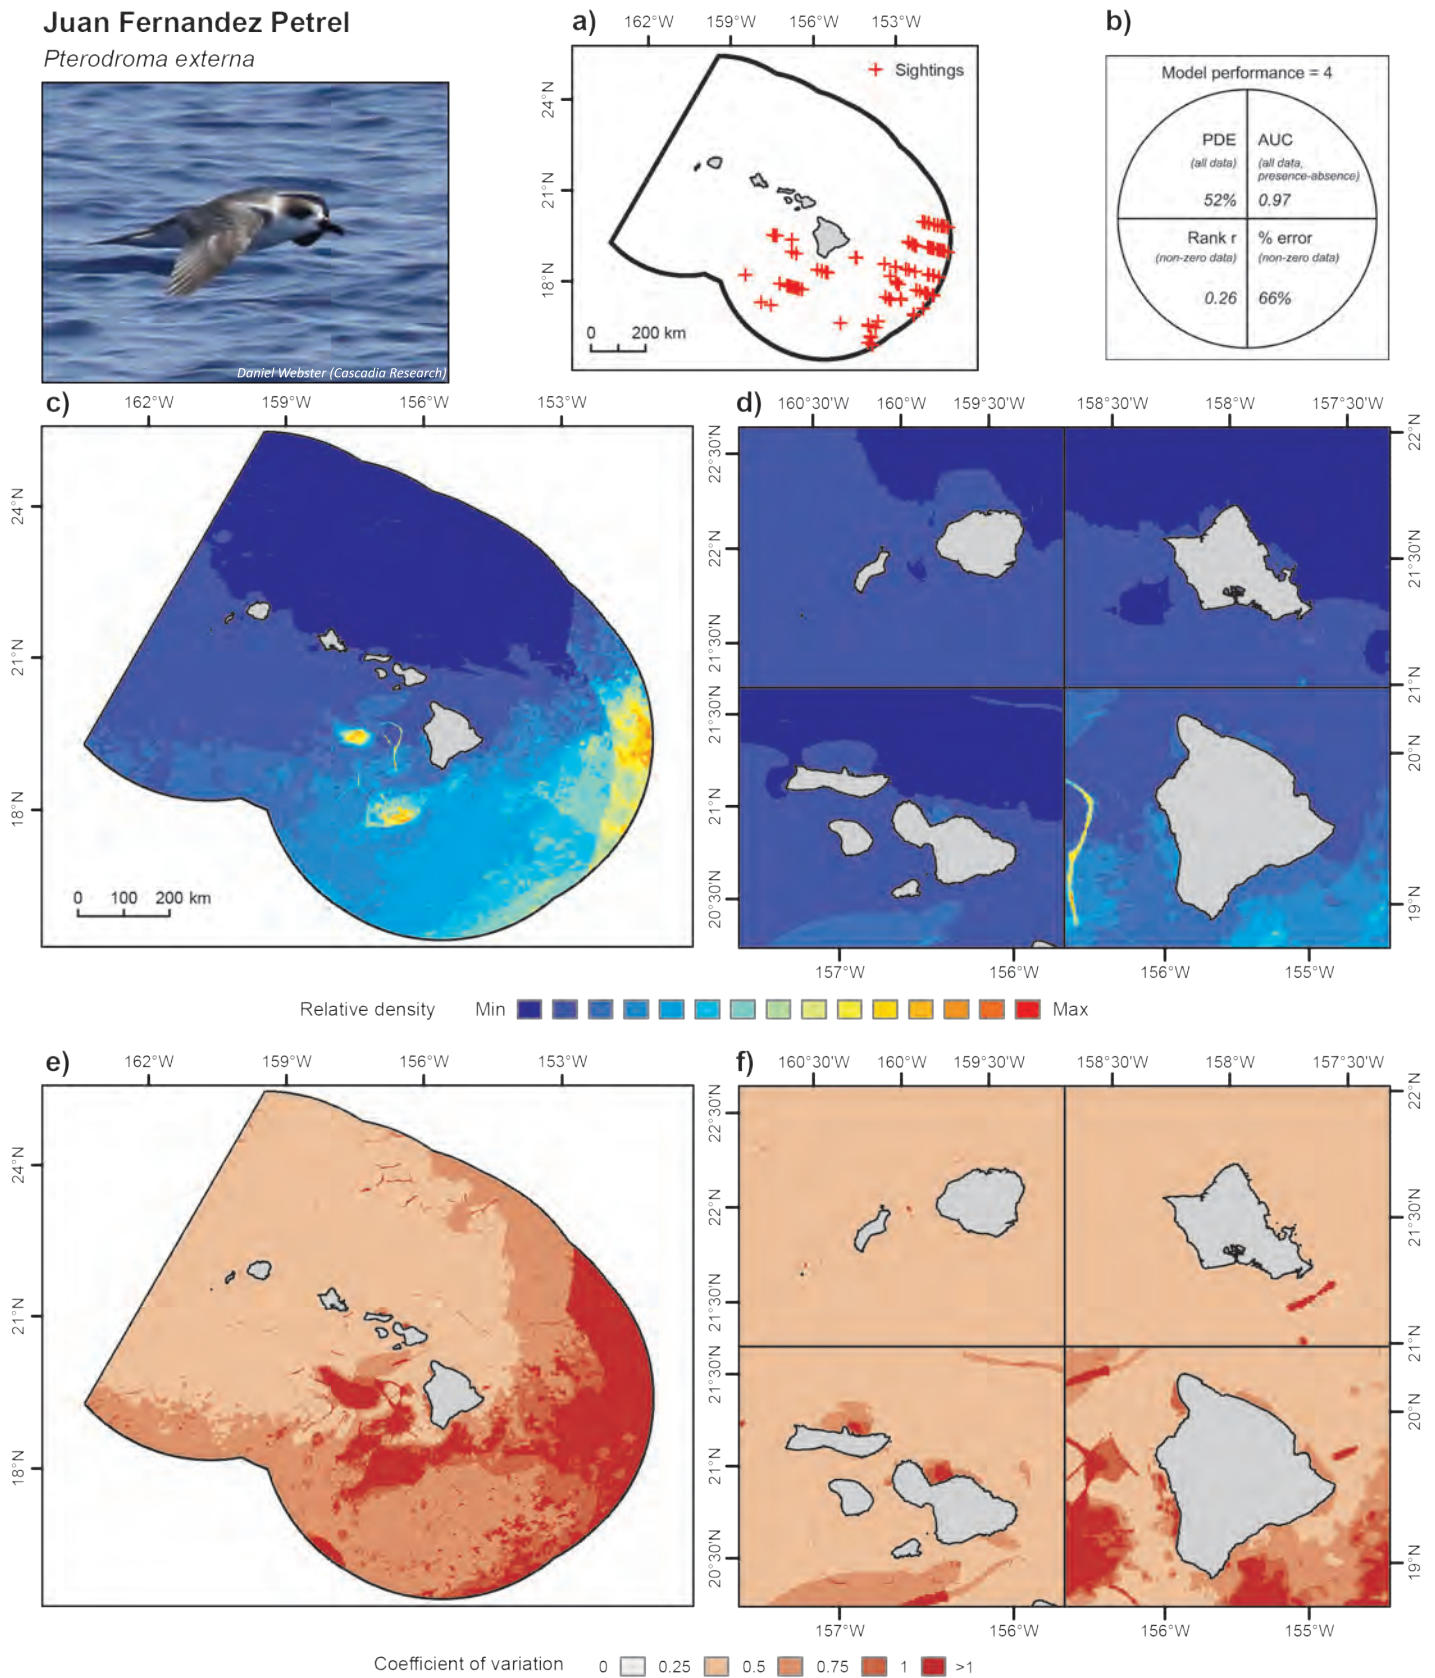 Juan Fernandez Petrel
Pterodroma externa
Daniel Webster (Cascadia Research)
a)
162°W 159°W 156°W 153°W
24°N
21°N
18°N
Sightings
0 200 km
b)
Model performance = 4
PDE
(all data)
52%
AUC
(all data,
presence-absence)
0.97
Rank r
(non-zero data)
0.26
% error
(non-zero data)
66%
c)
162°W 159°W 156°W 153°W
24°N
21°N
18°N
0 100 200 km
d)
160°30'W 160°W 159°30'W 158°30'W 158°W 157°30'W
22°30'N
22°N
21°30'N
22°N
21°30'N
21°N
21°30'N
21°N
20°30'N
20°N
19°N
157°W 156°W 156°W 155°W
Relative density Min Max
e)
162°W 159°W 156°W 153°W
24°N
21°N
18°N
f)
160°30'W 160°W 159°30'W 158°30'W 158°W 157°30'W
22°30'N
22°N
21°30'N
22°N
21°30'N
21°N
21°30'N
21°N
20°30'N
20°N
19°N
157°W 156°W 156°W 155°W
Coefficient of variation 0 0.25 0.5 0.75 1 >1